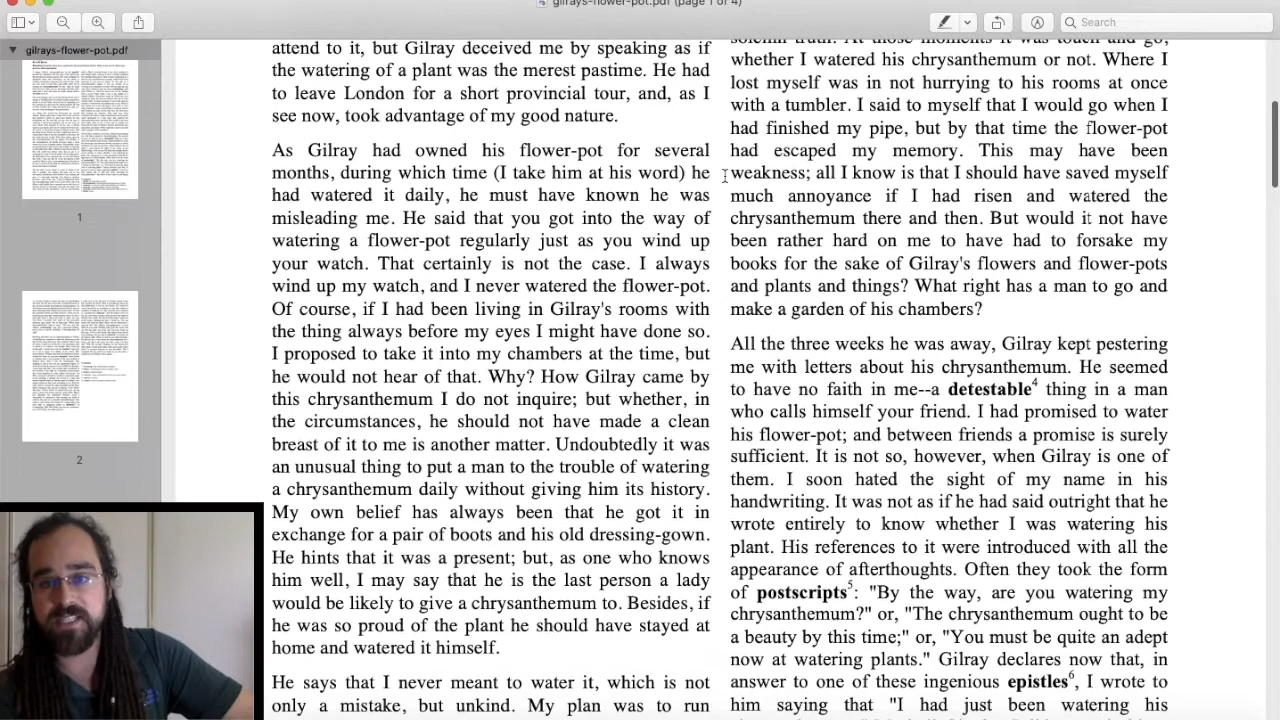 gilrays-flower-pot.pdf (page 1 of 4)
Search
gilrays-flower-pot.pdf
1
2
attend to it, but Gilray deceived me by speaking as if
the watering of a plant was the merest pastime. He had
to leave London for a short provincial tour, and, as I
see now, took advantage of my good nature.
As Gilray had owned his flower-pot for several
months, during which time (I take him at his word) he
had watered it daily, he must have known he was
misleading me. He said that you got into the way of
watering a flower-pot regularly just as you wind up
your watch. That certainly is not the case. I always
wind up my watch, and I never watered the flower-pot.
Of course, if I had been living in Gilray's rooms with
the thing always before my eyes I might have done so.
I proposed to take it into my chambers at the time, but
he would not hear of that. Why? How Gilray came by
this chrysanthemum I do not inquire; but whether, in
the circumstances, he should not have made a clean
breast of it to me is another matter. Undoubtedly it was
an unusual thing to put a man to the trouble of watering
a chrysanthemum daily without giving him its history.
My own belief has always been that he got it in
exchange for a pair of boots and his old dressing-gown.
He hints that it was a present; but, as one who knows
him well, I may say that he is the last person a lady
would be likely to give a chrysanthemum to. Besides, if
he was so proud of the plant he should have stayed at
home and watered it himself.
He says that I never meant to water it, which is not
only a mistake, but unkind. My plan was to run
truth. At those moments it was touch and go,
whether I watered his chrysanthemum or not. Where I
lost myself was in not hurrying to his rooms at once
with a tumbler. I said to myself that I would go when I
had finished my pipe, but by that time the flower-pot
had escaped my memory. This may have been
all I know is that I should have saved myself
much annoyance if I had risen and watered the
chrysanthemum there and then. But would it not have
been rather hard on me to have had to forsake my
books for the sake of Gilray's flowers and flower-pots
and plants and things? What right has a man to go and
make a garden of his chambers?
All the three weeks he was away, Gilray kept pestering
me with letters about his chrysanthemum. He seemed
to have no faith in me--a detestable4 thing in a man
who calls himself your friend. I had promised to water
his flower-pot; and between friends a promise is surely
sufficient. It is not so, however, when Gilray is one of
them. I soon hated the sight of my name in his
handwriting. It was not as if he had said outright that he
wrote entirely to know whether I was watering his
plant. His references to it were introduced with all the
appearance of afterthoughts. Often they took the form
of postscripts5: "By the way, are you watering my
chrysanthemum?" or, "The chrysanthemum ought to be
a beauty by this time;" or, "You must be quite an adept
now at watering plants." Gilray declares now that, in
answer to one of these ingenious epistles6, I wrote to
him saying that "I had just been watering his